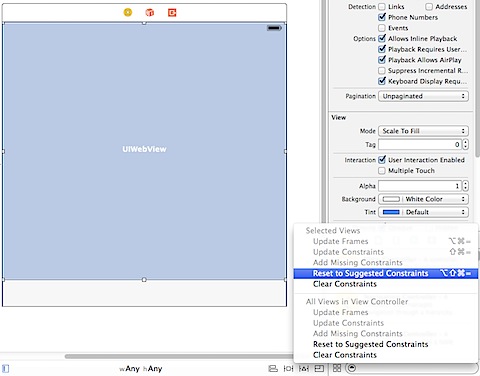 Detection
Links
Addresses
Phone Numbers
Events
Options
Allows Inline Playback
Playback Requires User…
Playback Allows AirPlay
Suppress Incremental R…
Keyboard Display Requ…
Pagination
Unpaginated
View
Mode
Scale To Fill
Tag
0
Interaction
User Interaction Enabled
Multiple Touch
Alpha
1
Background
White Color
Tint
Default
UIWebView
Selected Views
Update Frames ⌥⌘=
Update Constraints ⇧⌘=
Add Missing Constraints
Reset to Suggested Constraints ⌥⇧⌘=
Clear Constraints
All Views in View Controller
Update Frames
Update Constraints
Add Missing Constraints
Reset to Suggested Constraints
Clear Constraints
wAny hAny